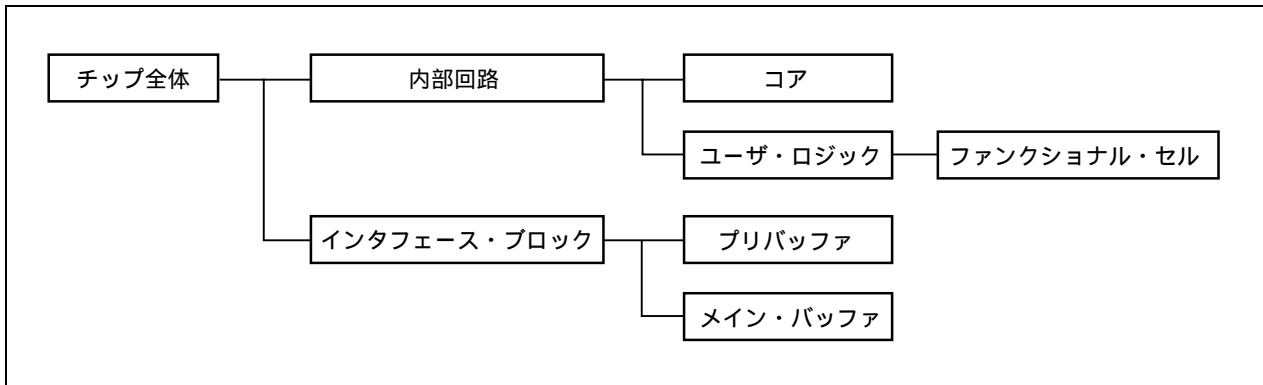 チップ全体
内部回路
コア
ユーザ・ロジック
ファンクショナル・セル
インタフェース・ブロック
プリバッファ
メイン・バッファ